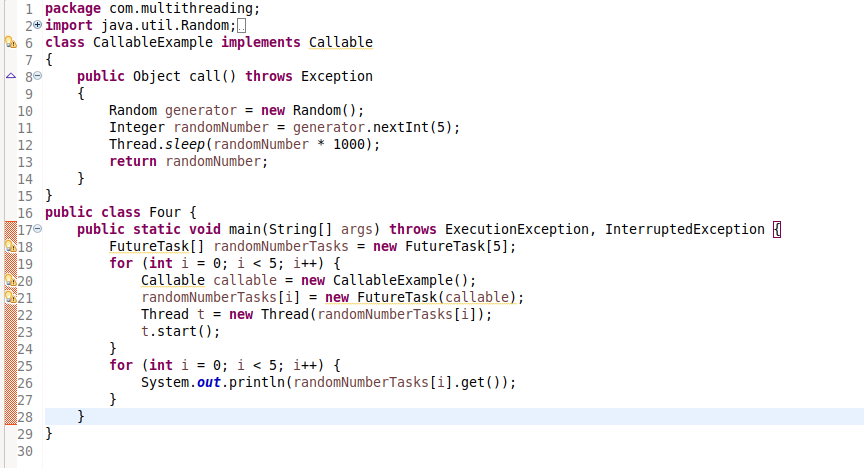 1 package com.multithreading;
2 import java.util.Random;
6 class CallableExample implements Callable
7 {
8     public Object call() throws Exception
9     {
10         Random generator = new Random();
11         Integer randomNumber = generator.nextInt(5);
12         Thread.sleep(randomNumber * 1000);
13         return randomNumber;
14     }
15 }
16 public class Four {
17     public static void main(String[] args) throws ExecutionException, InterruptedException {
18         FutureTask[] randomNumberTasks = new FutureTask[5];
19         for (int i = 0; i < 5; i++) {
20             Callable callable = new CallableExample();
21             randomNumberTasks[i] = new FutureTask(callable);
22             Thread t = new Thread(randomNumberTasks[i]);
23             t.start();
24         }
25         for (int i = 0; i < 5; i++) {
26             System.out.println(randomNumberTasks[i].get());
27         }
28     }
29 }
30